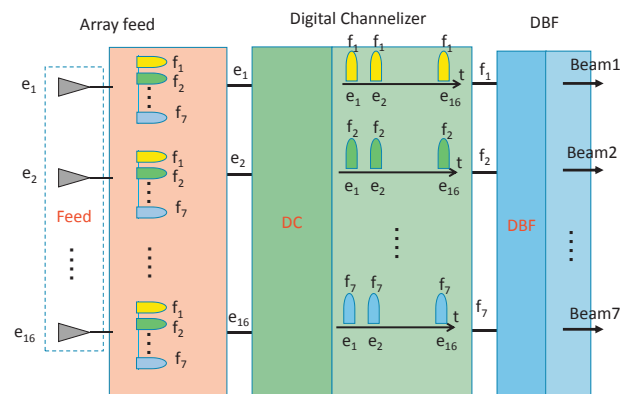 Array feed
Digital Channelizer
DBF
e1
f1
f2
f7
e1
f1 f1 f1
t
e1 e2 e16
f1
Beam1
e2
f1
f2
f7
e2
f2 f2 f2
t
e1 e2 e16
f2
Beam2
Feed
DC
DBF
e16
f1
f2
f7
e16
f7 f7 f7
t
e1 e2 e16
f7
Beam7